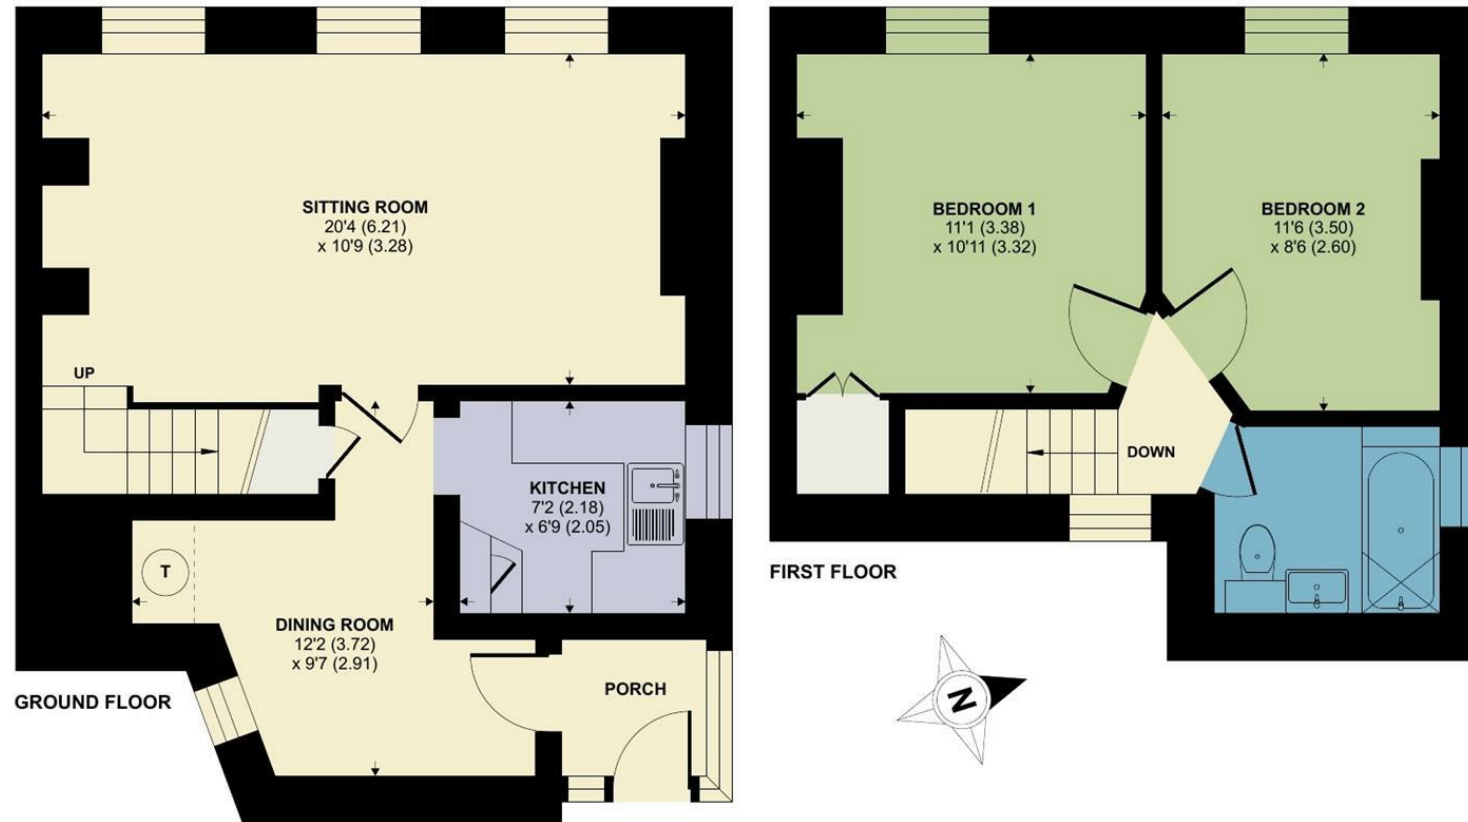 SITTING ROOM
20'4 (6.21)
x 10'9 (3.28)
UP
KITCHEN
7'2 (2.18)
x 6'9 (2.05)
T
DINING ROOM
12'2 (3.72)
x 9'7 (2.91)
PORCH
GROUND FLOOR
BEDROOM 1
11'1 (3.38)
x 10'11 (3.32)
BEDROOM 2
11'6 (3.50)
x 8'6 (2.60)
DOWN
FIRST FLOOR
N